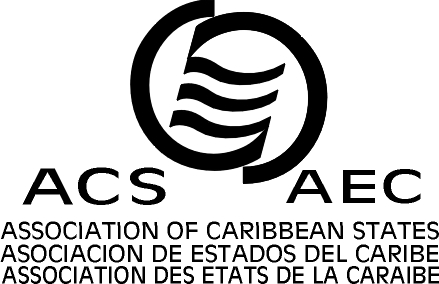 ACS AEC
ASSOCIATION OF CARIBBEAN STATES
ASOCIACION DE ESTADOS DEL CARIBE
ASSOCIATION DES ETATS DE LA CARAIBE